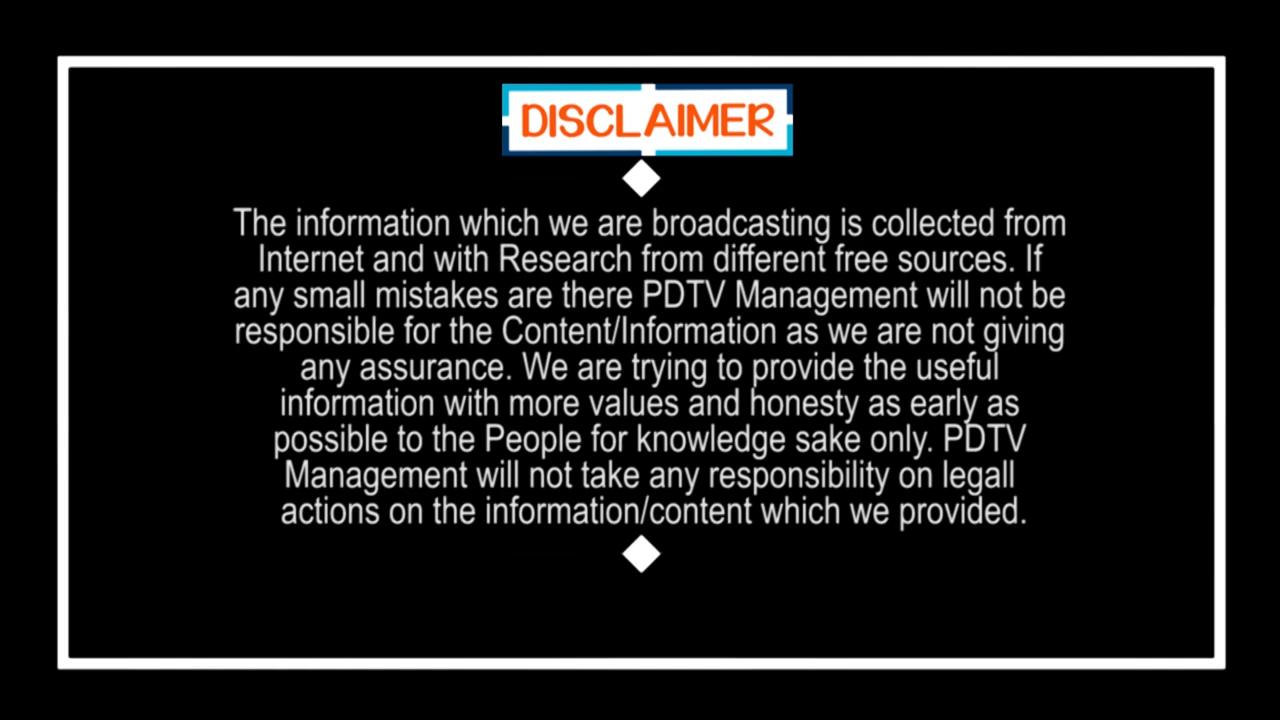 DISCLAIMER
The information which we are broadcasting is collected from
Internet and with Research from different free sources. If
any small mistakes are there PDTV Management will not be
responsible for the Content/Information as we are not giving
any assurance. We are trying to provide the useful
information with more values and honesty as early as
possible to the People for knowledge sake only. PDTV
Management will not take any responsibility on legall
actions on the information/content which we provided.